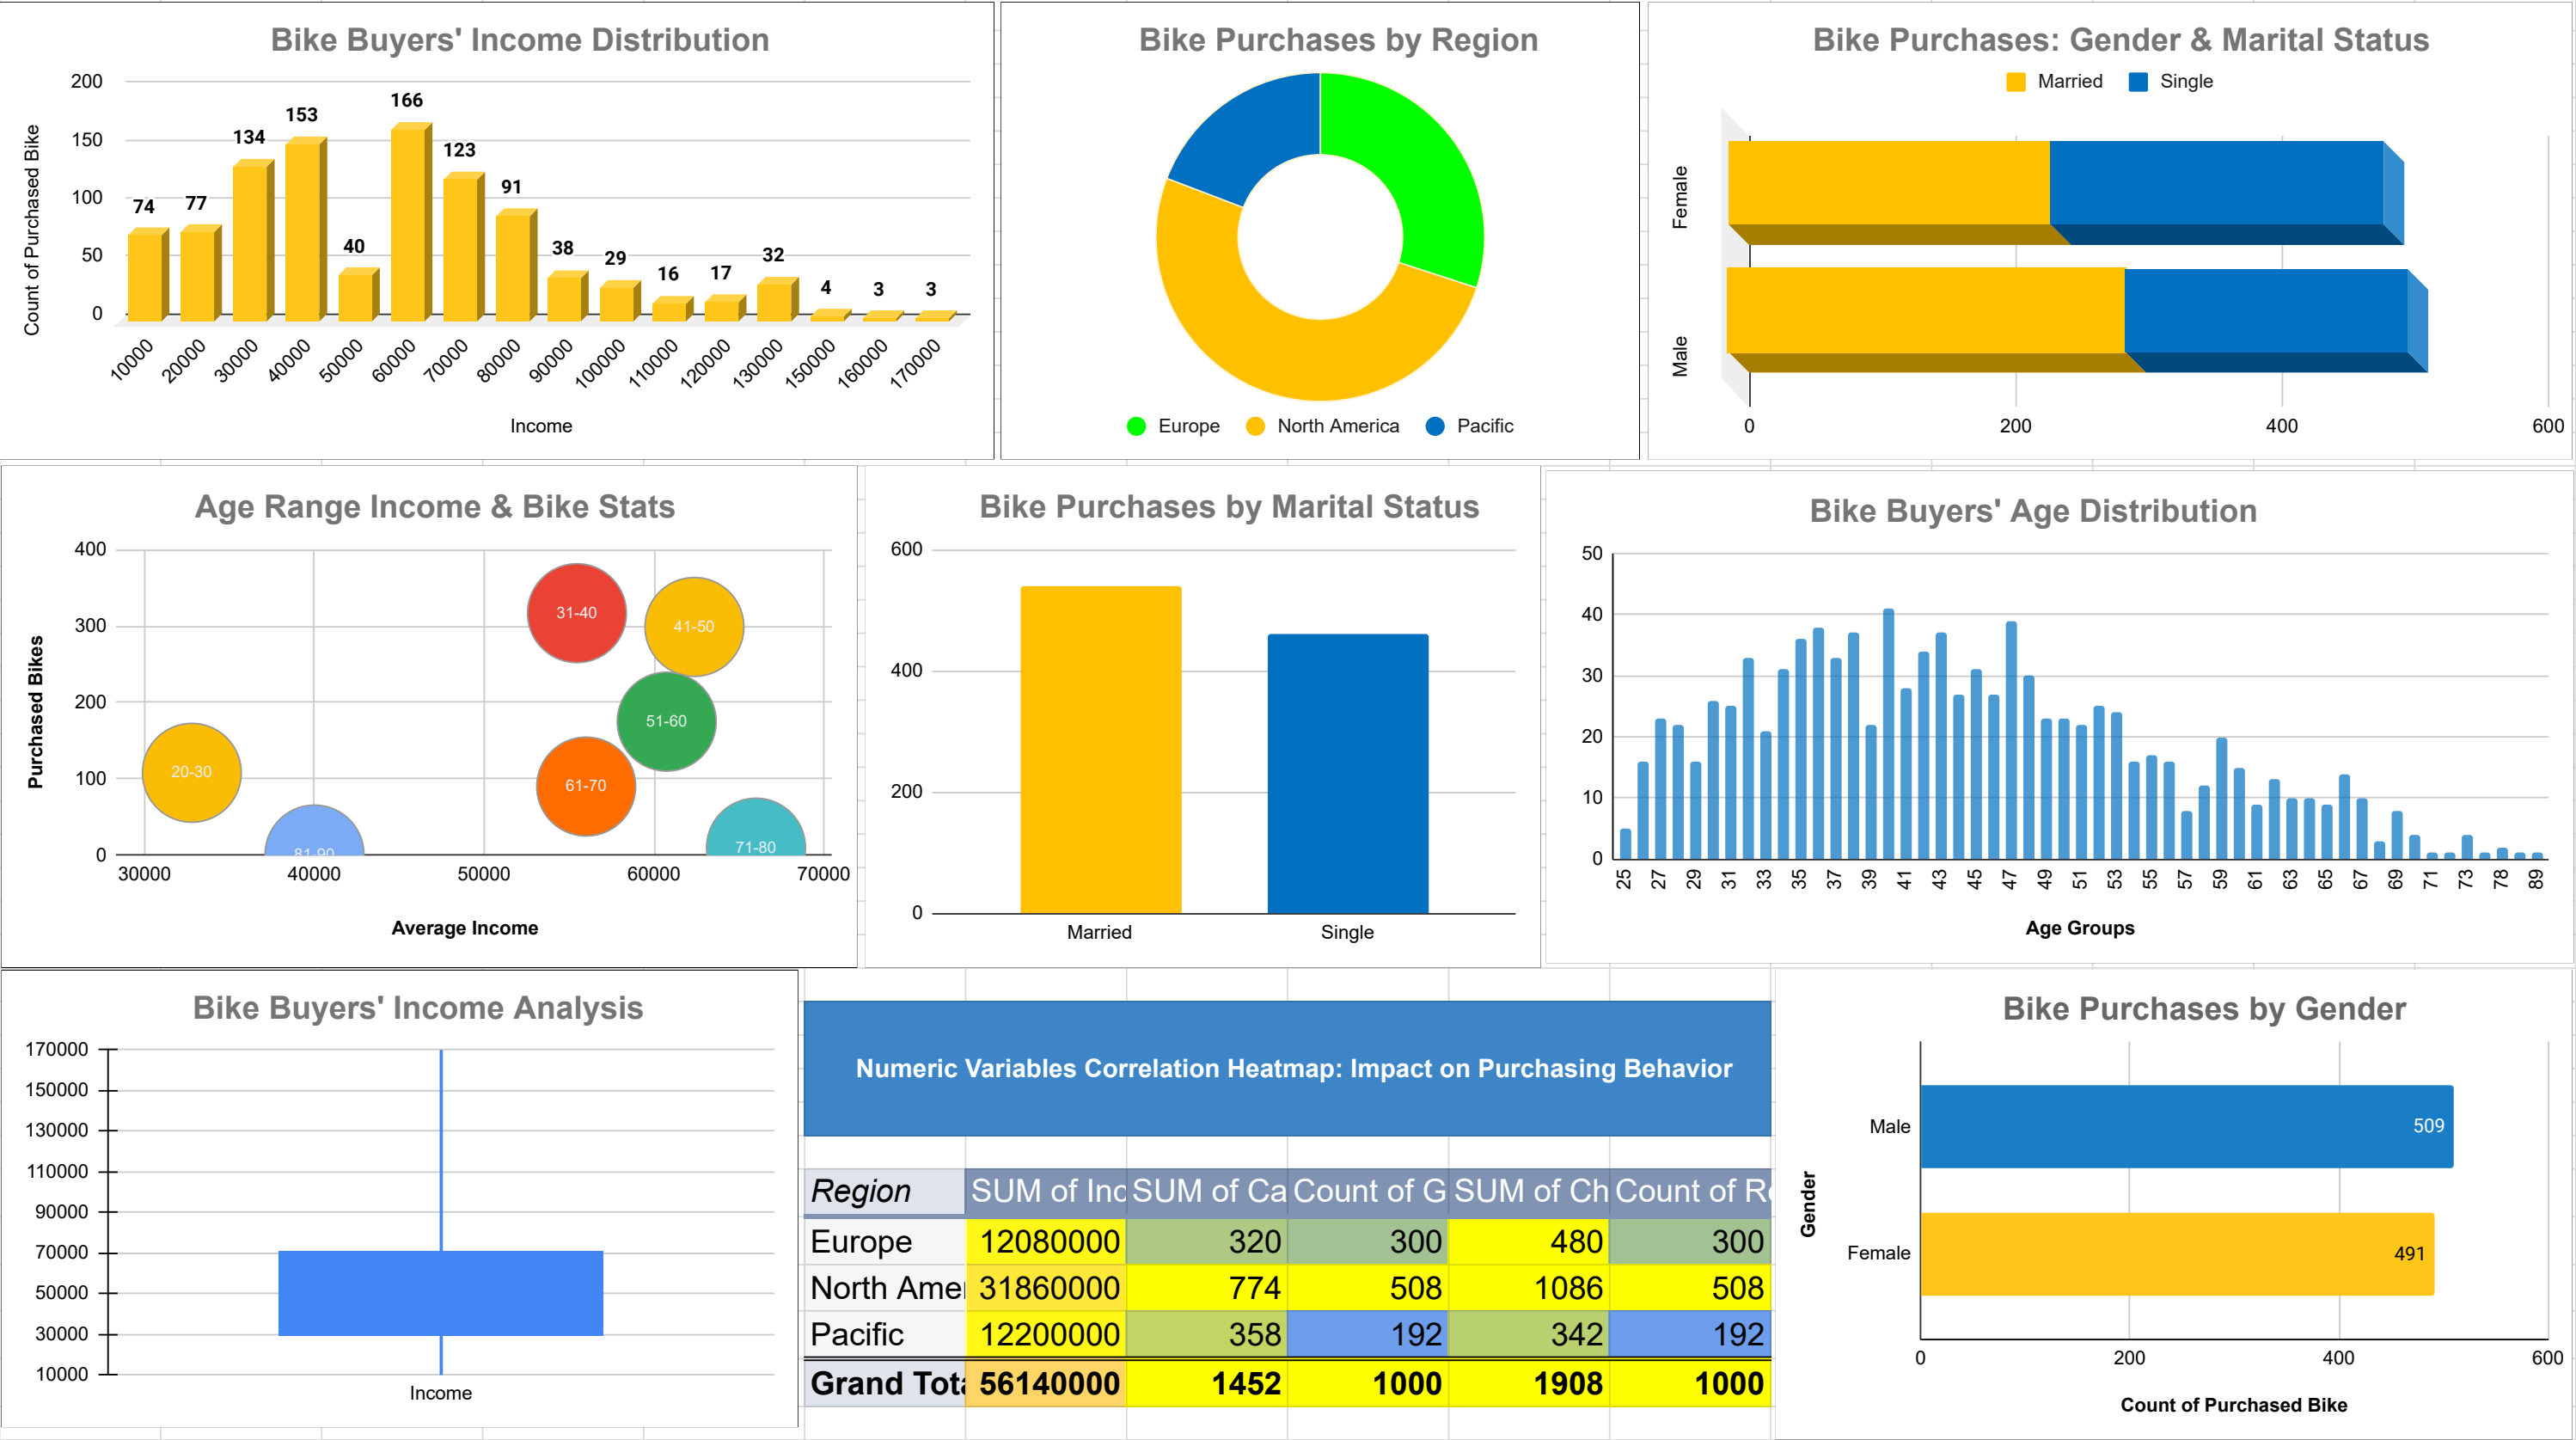 Bike Buyers' Income Distribution
Count of Purchased Bike
200
150
100
50
0
74
77
134
153
40
166
123
91
38
29
16
17
32
4
3
3
10000
20000
30000
40000
50000
60000
70000
80000
90000
100000
110000
120000
130000
150000
160000
170000
Income
Bike Purchases by Region
Europe North America Pacific
Bike Purchases: Gender & Marital Status
Married Single
Female
Male
0 200 400 600
Age Range Income & Bike Stats
Purchased Bikes
400
300
200
100
0
31-40
41-50
51-60
20-30
61-70
81-90
71-80
30000 40000 50000 60000 70000
Average Income
Bike Purchases by Marital Status
600
400
200
0
Married Single
Bike Buyers' Age Distribution
50
40
30
20
10
0
25 27 29 31 33 35 37 39 41 43 45 47 49 51 53 55 57 59 61 63 65 67 69 71 73 78 89
Age Groups
Bike Buyers' Income Analysis
170000
150000
130000
110000
90000
70000
50000
30000
10000
Income
Numeric Variables Correlation Heatmap: Impact on Purchasing Behavior
Region SUM of Inc SUM of Ca Count of G SUM of Ch Count of Re
Europe 12080000 320 300 480 300
North Amer 31860000 774 508 1086 508
Pacific 12200000 358 192 342 192
Grand Tota 56140000 1452 1000 1908 1000
Bike Purchases by Gender
Gender
Male
509
Female
491
0 200 400 600
Count of Purchased Bike